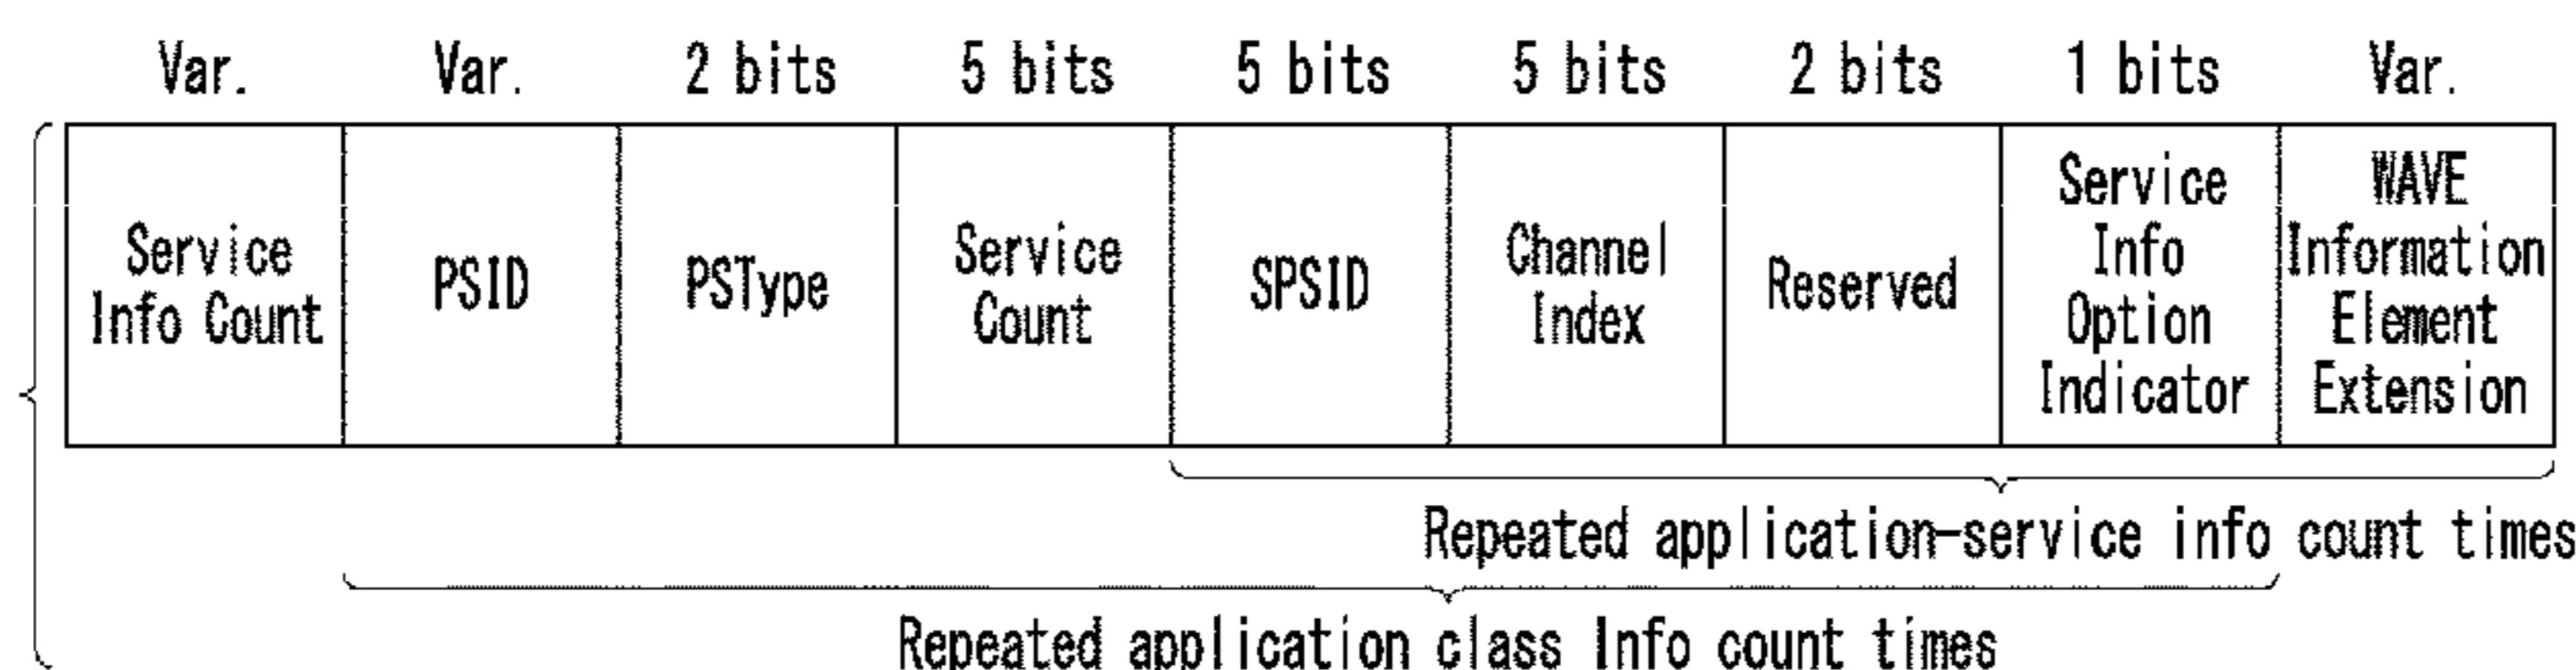 Var. Var. 2 bits 5 bits 5 bits 5 bits 2 bits 1 bits Var.
Service
Info Count
PSID
PSType
Service
Count
SPSID
Channel
Index
Reserved
Service
Info
Option
Indicator
WAVE
Information
Element
Extension
Repeated application-service info count times
Repeated application class Info count times